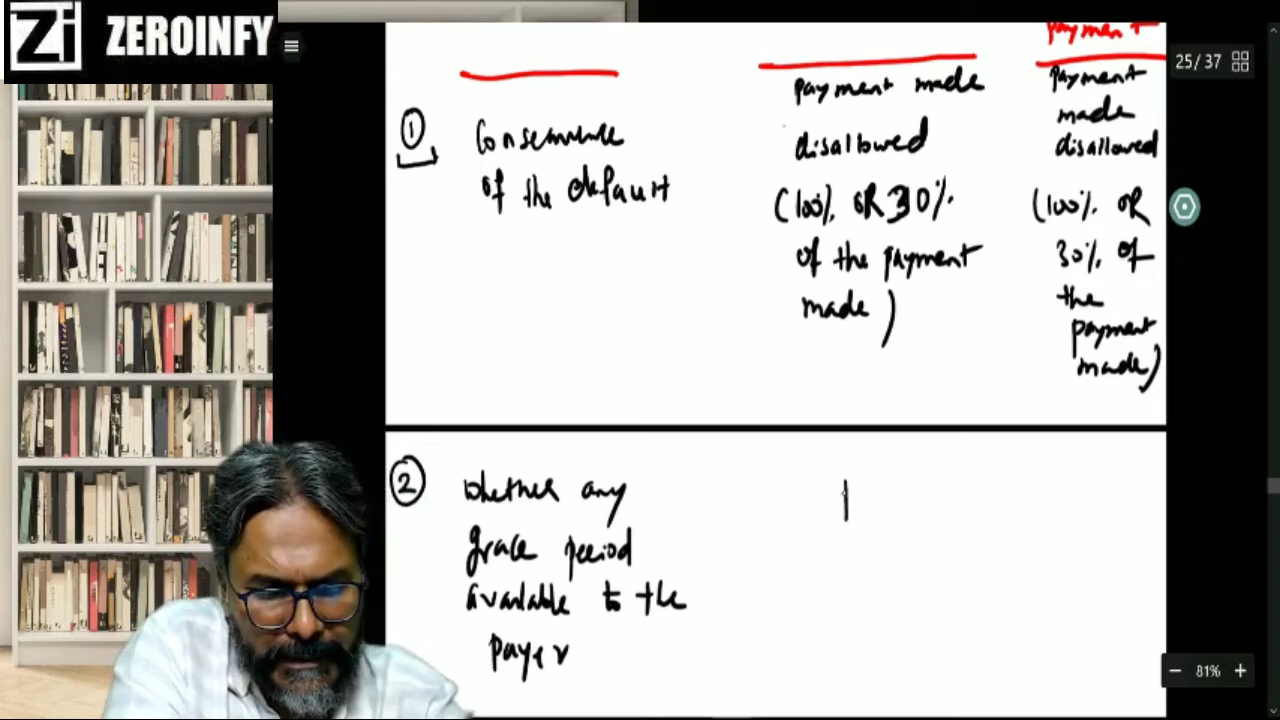 Zi ZEROINFY
25 / 37
payment
① Consequence
of the default
payment made
disallowed
(100% OR 30%
of the payment
made)
payment
made
disallowed
(100% OR
30% of
the
payment
made)
② Whether any
grace period
available to the
payer
81%